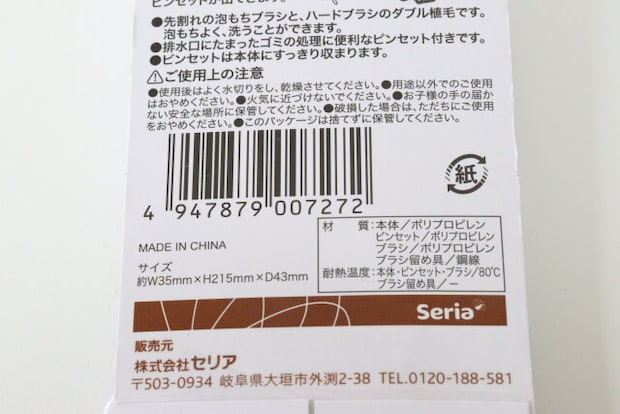 ピンセットが出てきます。
●先割れの泡もちブラシと、ハードブラシのダブル植毛です。
泡もちよく、洗うことができます。
●排水口にたまったゴミの処理に便利なピンセット付きです。
●ピンセットは本体にすっきり収まります。
⚠ご使用上の注意
●使用後はよく水切りをし、乾燥させてください。●用途以外でのご使用
はおやめください。●火気に近づけないでください。●お子様の手の届か
ない安全な場所に保管してください。●破損した場合は、ただちにご使用
をおやめください。●このパッケージは捨てずに保管してください。
紙
4 947879 007272
MADE IN CHINA
サイズ
約W35mm×H215mm×D43mm
材 質:本体/ポリプロピレン
ピンセット/ポリプロピレン
ブラシ/ポリプロピレン
ブラシ留め具/鋼線
耐熱温度:本体・ピンセット・ブラシ/80℃
ブラシ留め具/ー
Seria
販売元
株式会社セリア
〒503-0934 岐阜県大垣市外渕2-38 TEL.0120-188-581